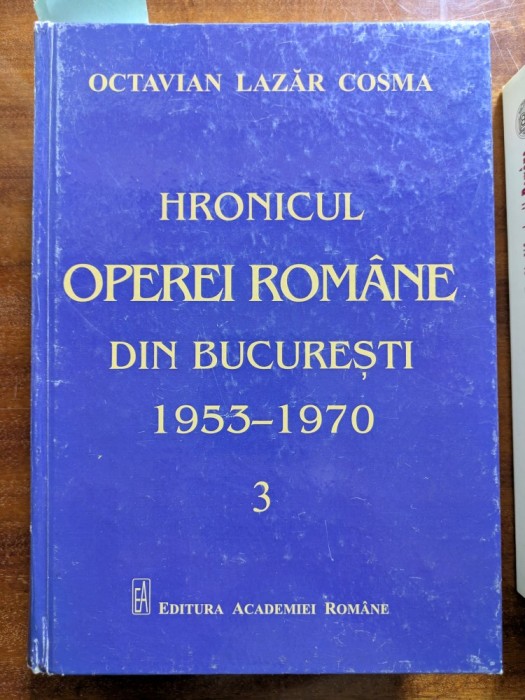 OCTAVIAN LAZĂR COSMA
HRONICUL
OPEREI ROMÂNE
DIN BUCUREȘTI
1953–1970
3
EA EDITURA ACADEMIEI ROMÂNE